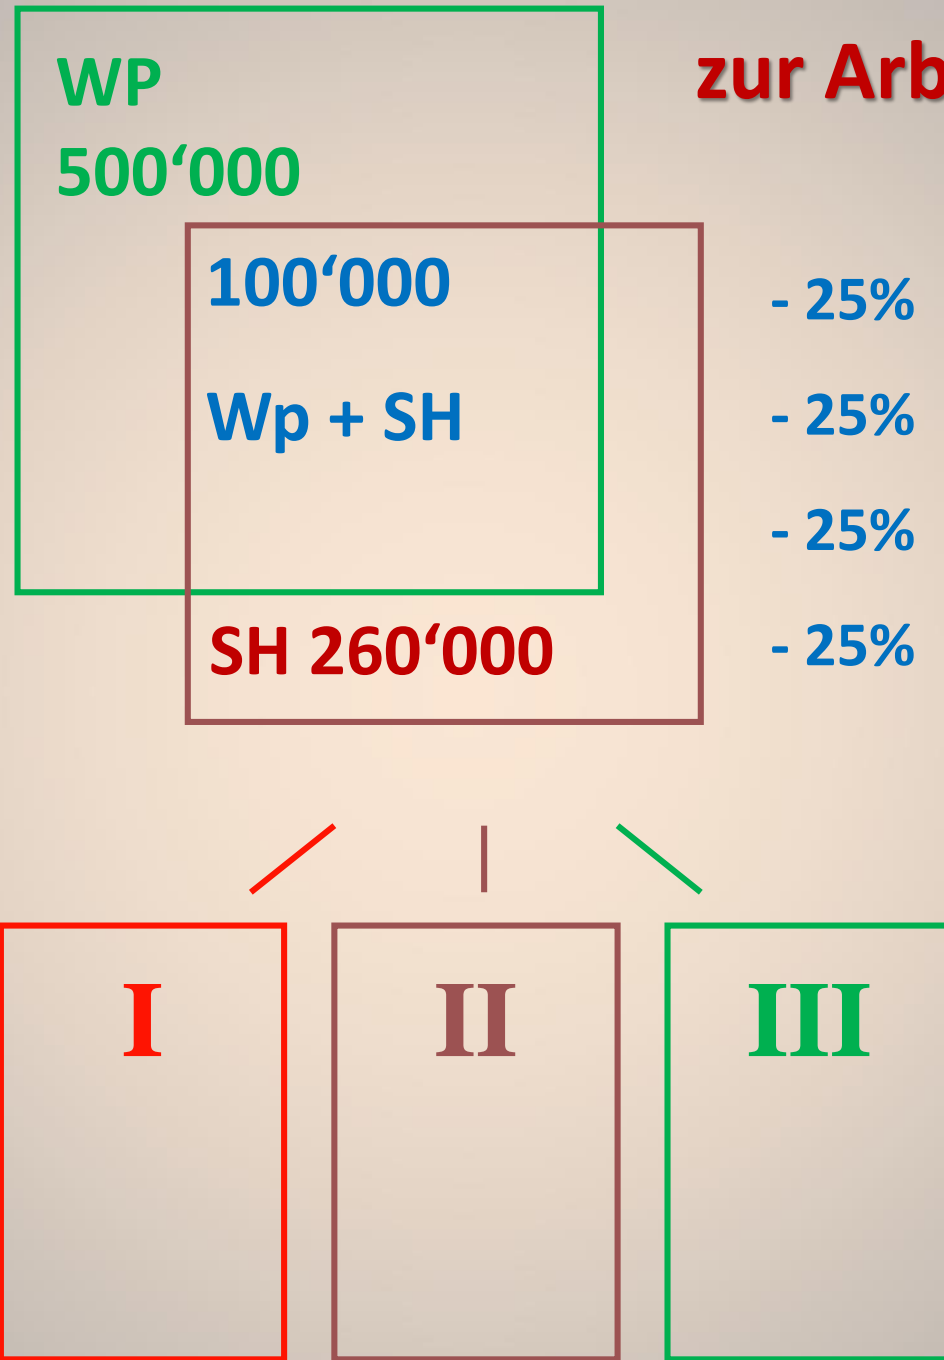 WP
500‘000
zur Arb
100‘000
Wp + SH
SH 260‘000
- 25%
- 25%
- 25%
- 25%
I
II
III